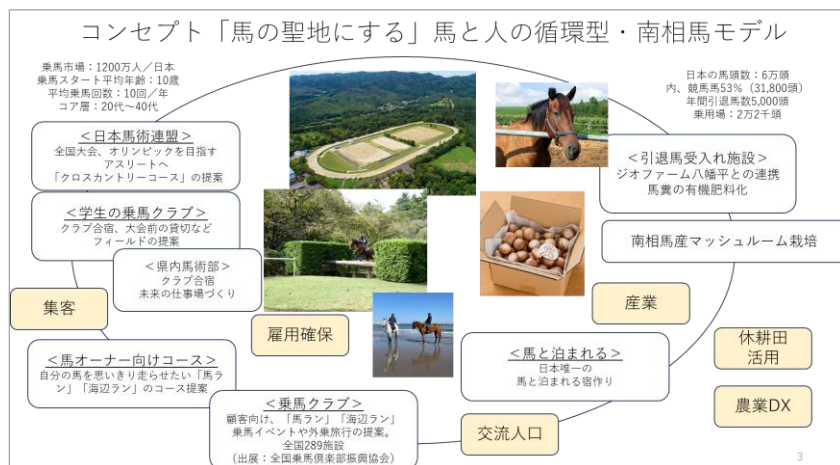 コンセプト「馬の聖地にする」馬と人の循環型・南相馬モデル
乗馬市場：1200万人／日本
乗馬スタート平均年齢：10歳
平均乗馬回数：10回／年
コア層：20代〜40代
日本の馬頭数：6万頭
内、競馬馬53％（31,800頭）
年間引退馬数5,000頭
乗用場：2万2千頭
＜日本馬術連盟＞
全国大会、オリンピックを目指す
アスリートへ
「クロスカントリーコース」の提案
＜学生の乗馬クラブ＞
クラブ合宿、大会前の貸切など
フィールドの提案
＜県内馬術部＞
クラブ合宿
未来の仕事場づくり
集客
雇用確保
＜馬オーナー向けコース＞
自分の馬を思いきり走らせたい「馬
ラン」「海辺ラン」のコース提案
＜乗馬クラブ＞
顧客向け、「馬ラン」「海辺ラン」
乗馬イベントや外乗旅行の提案。
全国289施設
（出展：全国乗馬倶楽部振興協会）
＜引退馬受入れ施設＞
ジオファーム八幡平との連携
馬糞の有機肥料化
南相馬産マッシュルーム栽培
産業
＜馬と泊まれる＞
日本唯一の
馬と泊まれる宿作り
交流人口
休耕田
活用
農業DX
3